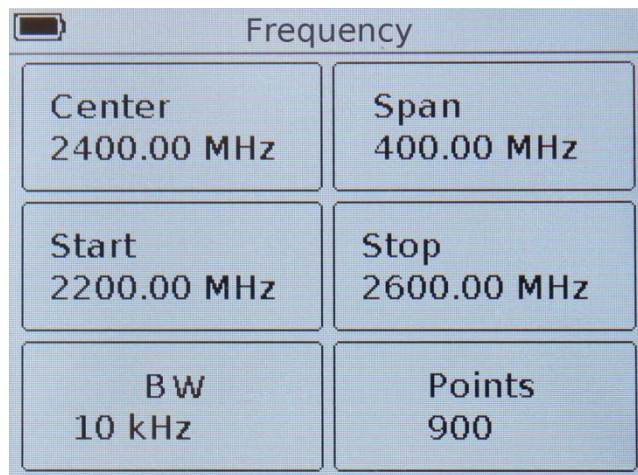 Frequency
Center
2400.00 MHz
Span
400.00 MHz
Start
2200.00 MHz
Stop
2600.00 MHz
BW
10 kHz
Points
900